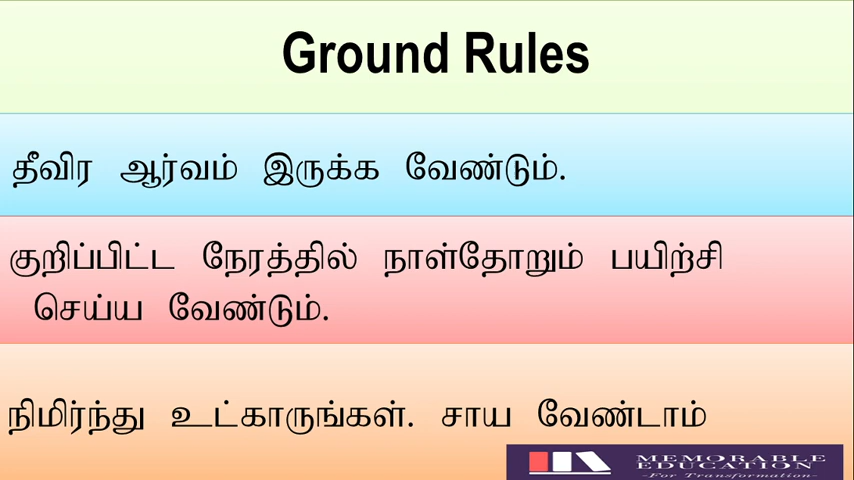 Ground Rules
தீவிர ஆர்வம் இருக்க வேண்டும்.
குறிப்பிட்ட நேரத்தில் நாள்தோறும் பயிற்சி
செய்ய வேண்டும்.
நிமிர்ந்து உட்காருங்கள். சாய வேண்டாம்
MEMORABLE
EDUCATION
-For Transformation-